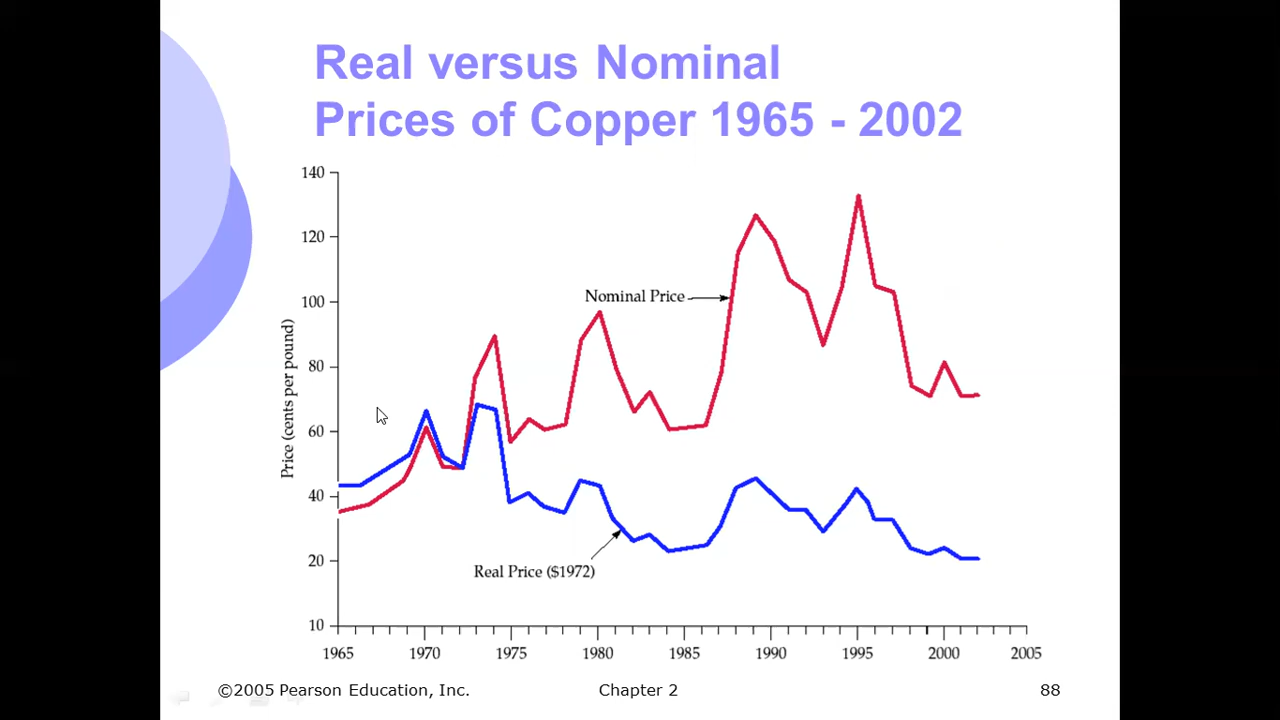 Real versus Nominal
Prices of Copper 1965 - 2002
140
120
100
80
60
40
20
10
Price (cents per pound)
Nominal Price
Real Price ($1972)
1965 1970 1975 1980 1985 1990 1995 2000 2005
©2005 Pearson Education, Inc. Chapter 2 88